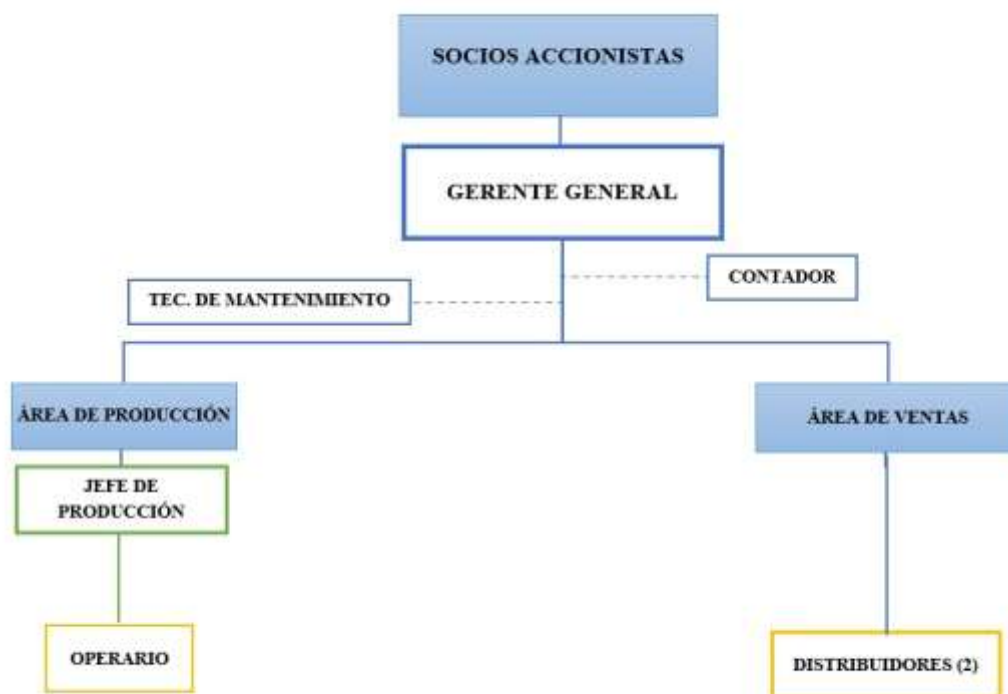 SOCIOS ACCIONISTAS
GERENTE GENERAL
CONTADOR
TEC. DE MANTENIMIENTO
ÁREA DE PRODUCCIÓN
ÁREA DE VENTAS
JEFE DE
PRODUCCIÓN
OPERARIO
DISTRIBUIDORES (2)